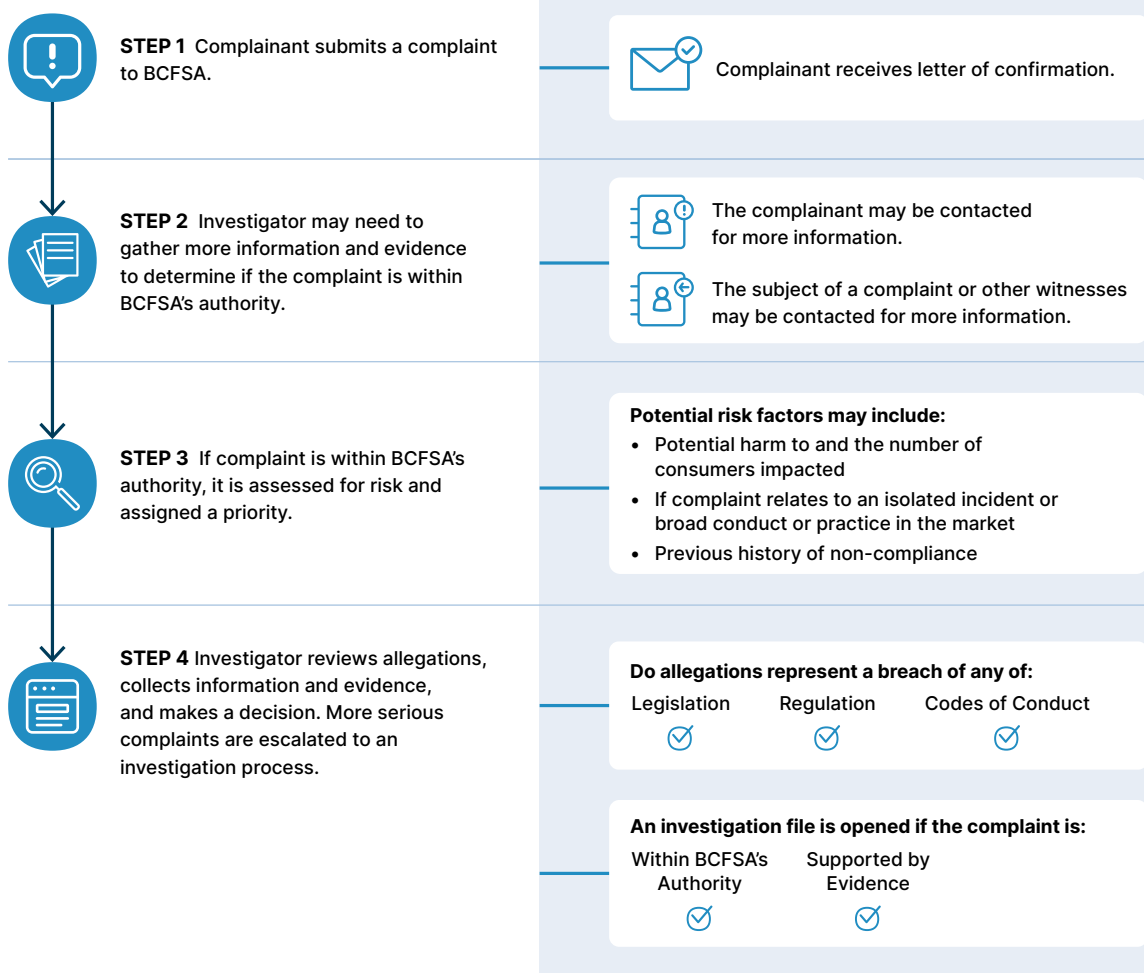 STEP 1 Complainant submits a complaint
to BCFSA.
Complainant receives letter of confirmation.
STEP 2 Investigator may need to
gather more information and evidence
to determine if the complaint is within
BCFSA’s authority.
The complainant may be contacted
for more information.
The subject of a complaint or other witnesses
may be contacted for more information.
STEP 3 If complaint is within BCFSA’s
authority, it is assessed for risk and
assigned a priority.
Potential risk factors may include:
• Potential harm to and the number of
consumers impacted
• If complaint relates to an isolated incident or
broad conduct or practice in the market
• Previous history of non-compliance
STEP 4 Investigator reviews allegations,
collects information and evidence,
and makes a decision. More serious
complaints are escalated to an
investigation process.
Do allegations represent a breach of any of:
Legislation Regulation Codes of Conduct
An investigation file is opened if the complaint is:
Within BCFSA’s Supported by
Authority Evidence